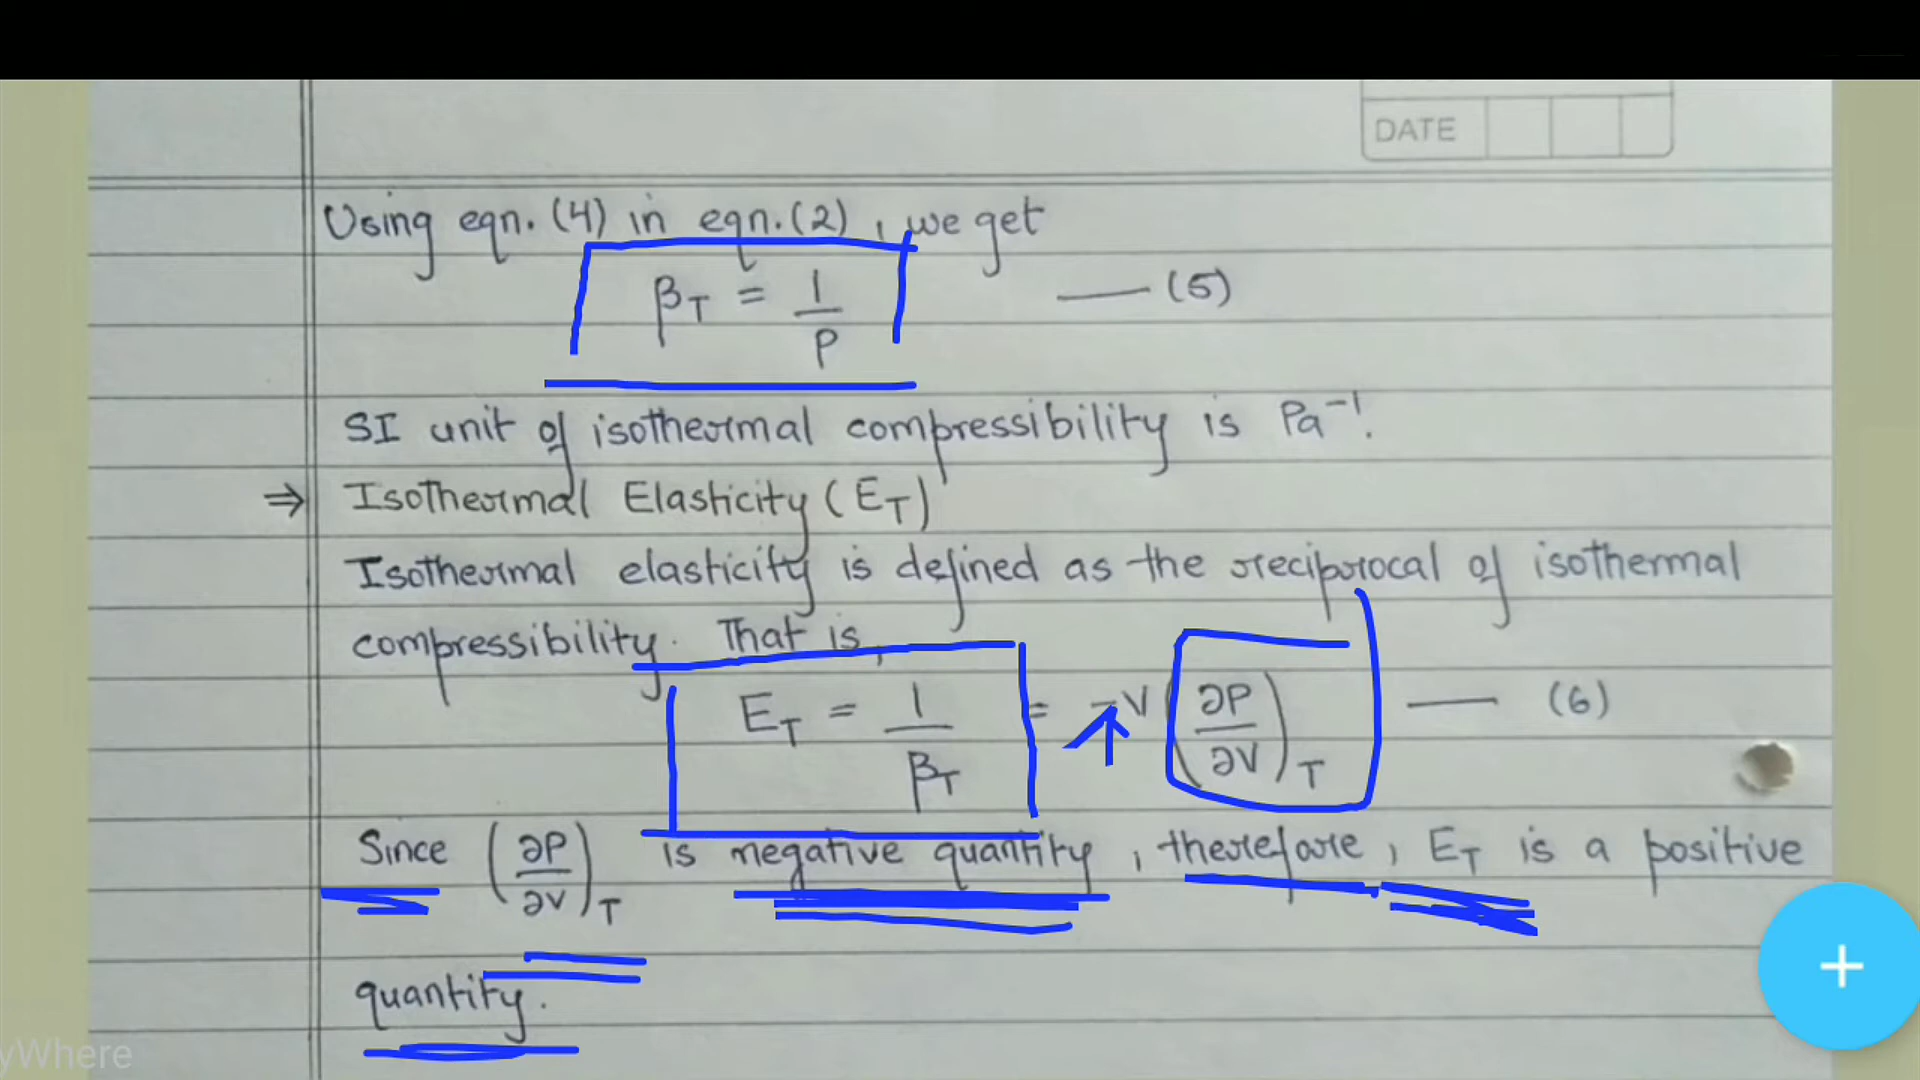 DATE
Using eqn. (4) in eqn. (2), we get
βT = 1/P —— (5)
SI unit of isothermal compressibility is Pa⁻¹.
⇒ Isothermal Elasticity (ET)
Isothermal elasticity is defined as the reciprocal of isothermal
compressibility. That is,
ET = 1/βT = -V (∂P/∂V)T —— (6)
Since (∂P/∂V)T is negative quantity, therefore, ET is a positive
quantity.
yWhere